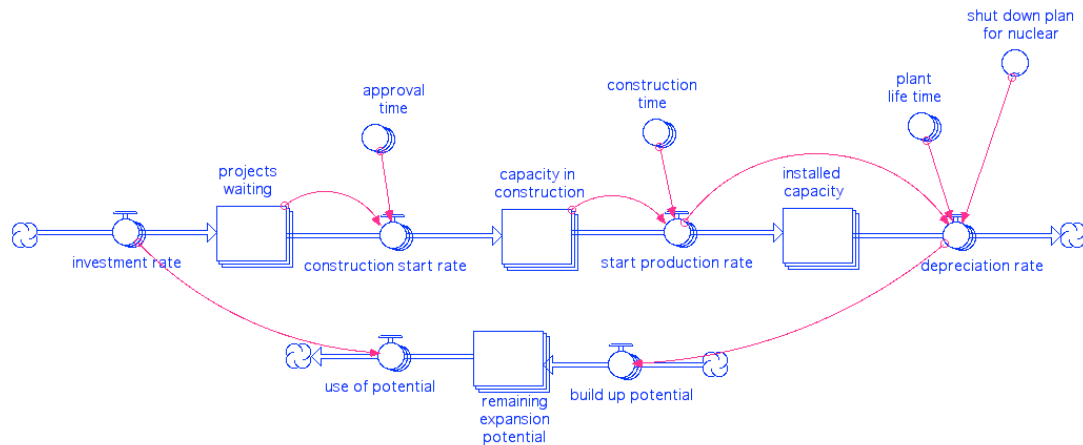 shut down plan
for nuclear
approval
time
construction
time
plant
life time
projects
waiting
capacity in
construction
installed
capacity
investment rate
construction start rate
start production rate
depreciation rate
use of potential
remaining
expansion
potential
build up potential